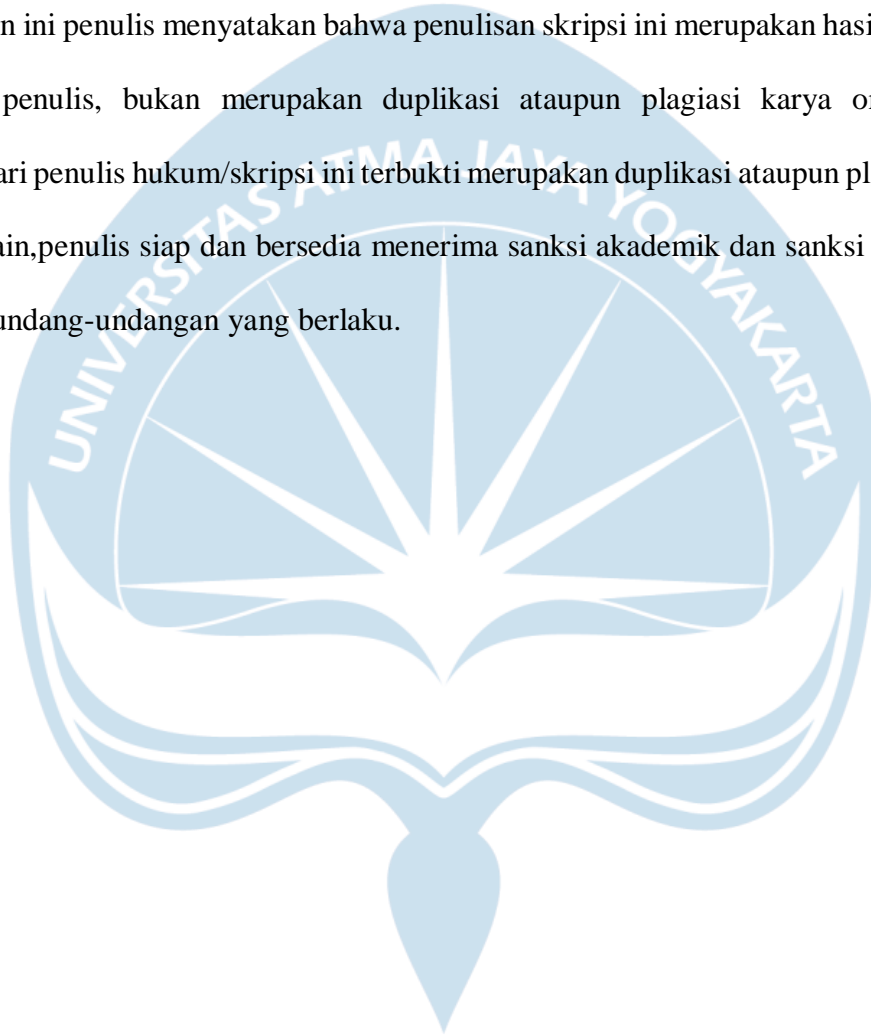 n ini penulis menyatakan bahwa penulisan skripsi ini merupakan hasi
penulis, bukan merupakan duplikasi ataupun plagiasi karya o
ari penulis hukum/skripsi ini terbukti merupakan duplikasi ataupun pl
ain,penulis siap dan bersedia menerima sanksi akademik dan sanksi
undang-undangan yang berlaku.
UNIVERSITAS ATMA JAYA YOGYAKARTA